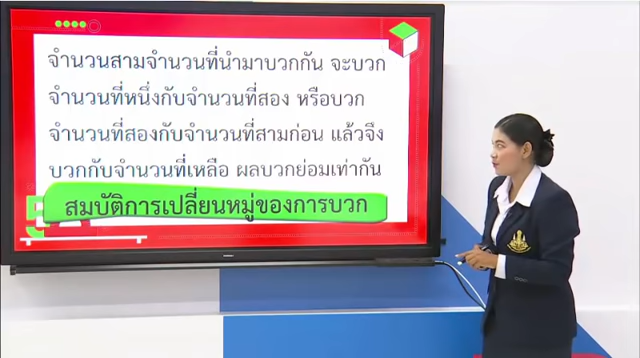 จำนวนสามจำนวนที่นำมาบวกกัน จะบวก
จำนวนที่หนึ่งกับจำนวนที่สอง หรือบวก
จำนวนที่สองกับจำนวนที่สามก่อน แล้วจึง
บวกกับจำนวนที่เหลือ ผลบวกย่อมเท่ากัน
สมบัติการเปลี่ยนหมู่ของการบวก